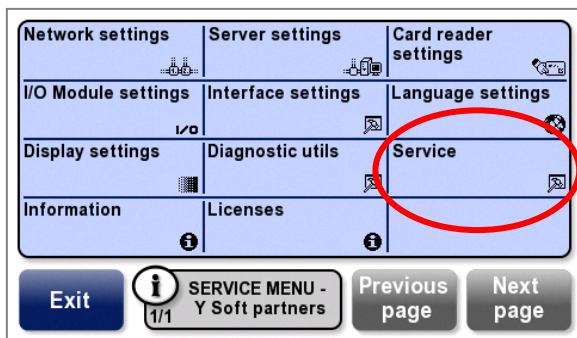 Network settings
Server settings
Card reader
settings
I/O Module settings
I/O
Interface settings
Language settings
Display settings
Diagnostic utils
Service
Information
i
Licenses
i
Exit
i
1/1
SERVICE MENU -
Y Soft partners
Previous
page
Next
page